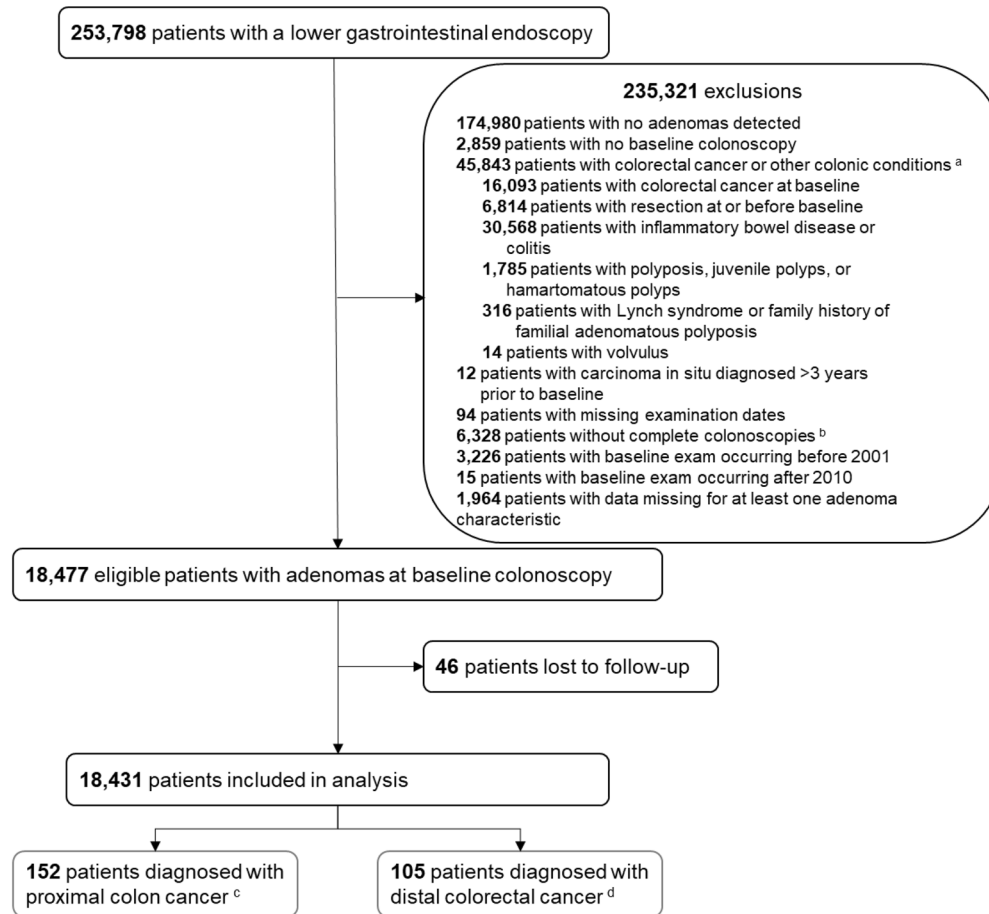 253,798 patients with a lower gastrointestinal endoscopy
235,321 exclusions
174,980 patients with no adenomas detected
2,859 patients with no baseline colonoscopy
45,843 patients with colorectal cancer or other colonic conditions a
16,093 patients with colorectal cancer at baseline
6,814 patients with resection at or before baseline
30,568 patients with inflammatory bowel disease or
colitis
1,785 patients with polyposis, juvenile polyps, or
hamartomatous polyps
316 patients with Lynch syndrome or family history of
familial adenomatous polyposis
14 patients with volvulus
12 patients with carcinoma in situ diagnosed >3 years
prior to baseline
94 patients with missing examination dates
6,328 patients without complete colonoscopies b
3,226 patients with baseline exam occurring before 2001
15 patients with baseline exam occurring after 2010
1,964 patients with data missing for at least one adenoma
characteristic
18,477 eligible patients with adenomas at baseline colonoscopy
46 patients lost to follow-up
18,431 patients included in analysis
152 patients diagnosed with
proximal colon cancer c
105 patients diagnosed with
distal colorectal cancer d